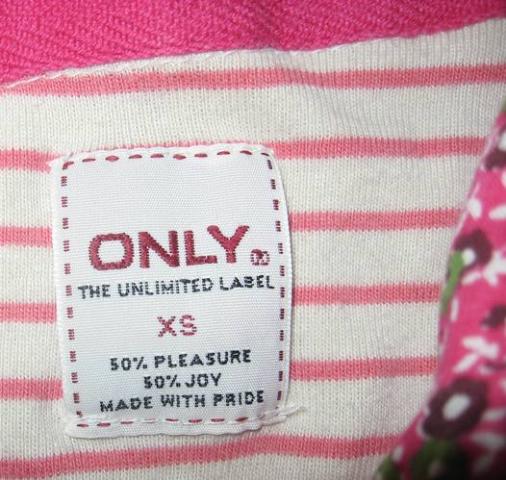 ONLY®
THE UNLIMITED LABEL
XS
50% PLEASURE
50% JOY
MADE WITH PRIDE